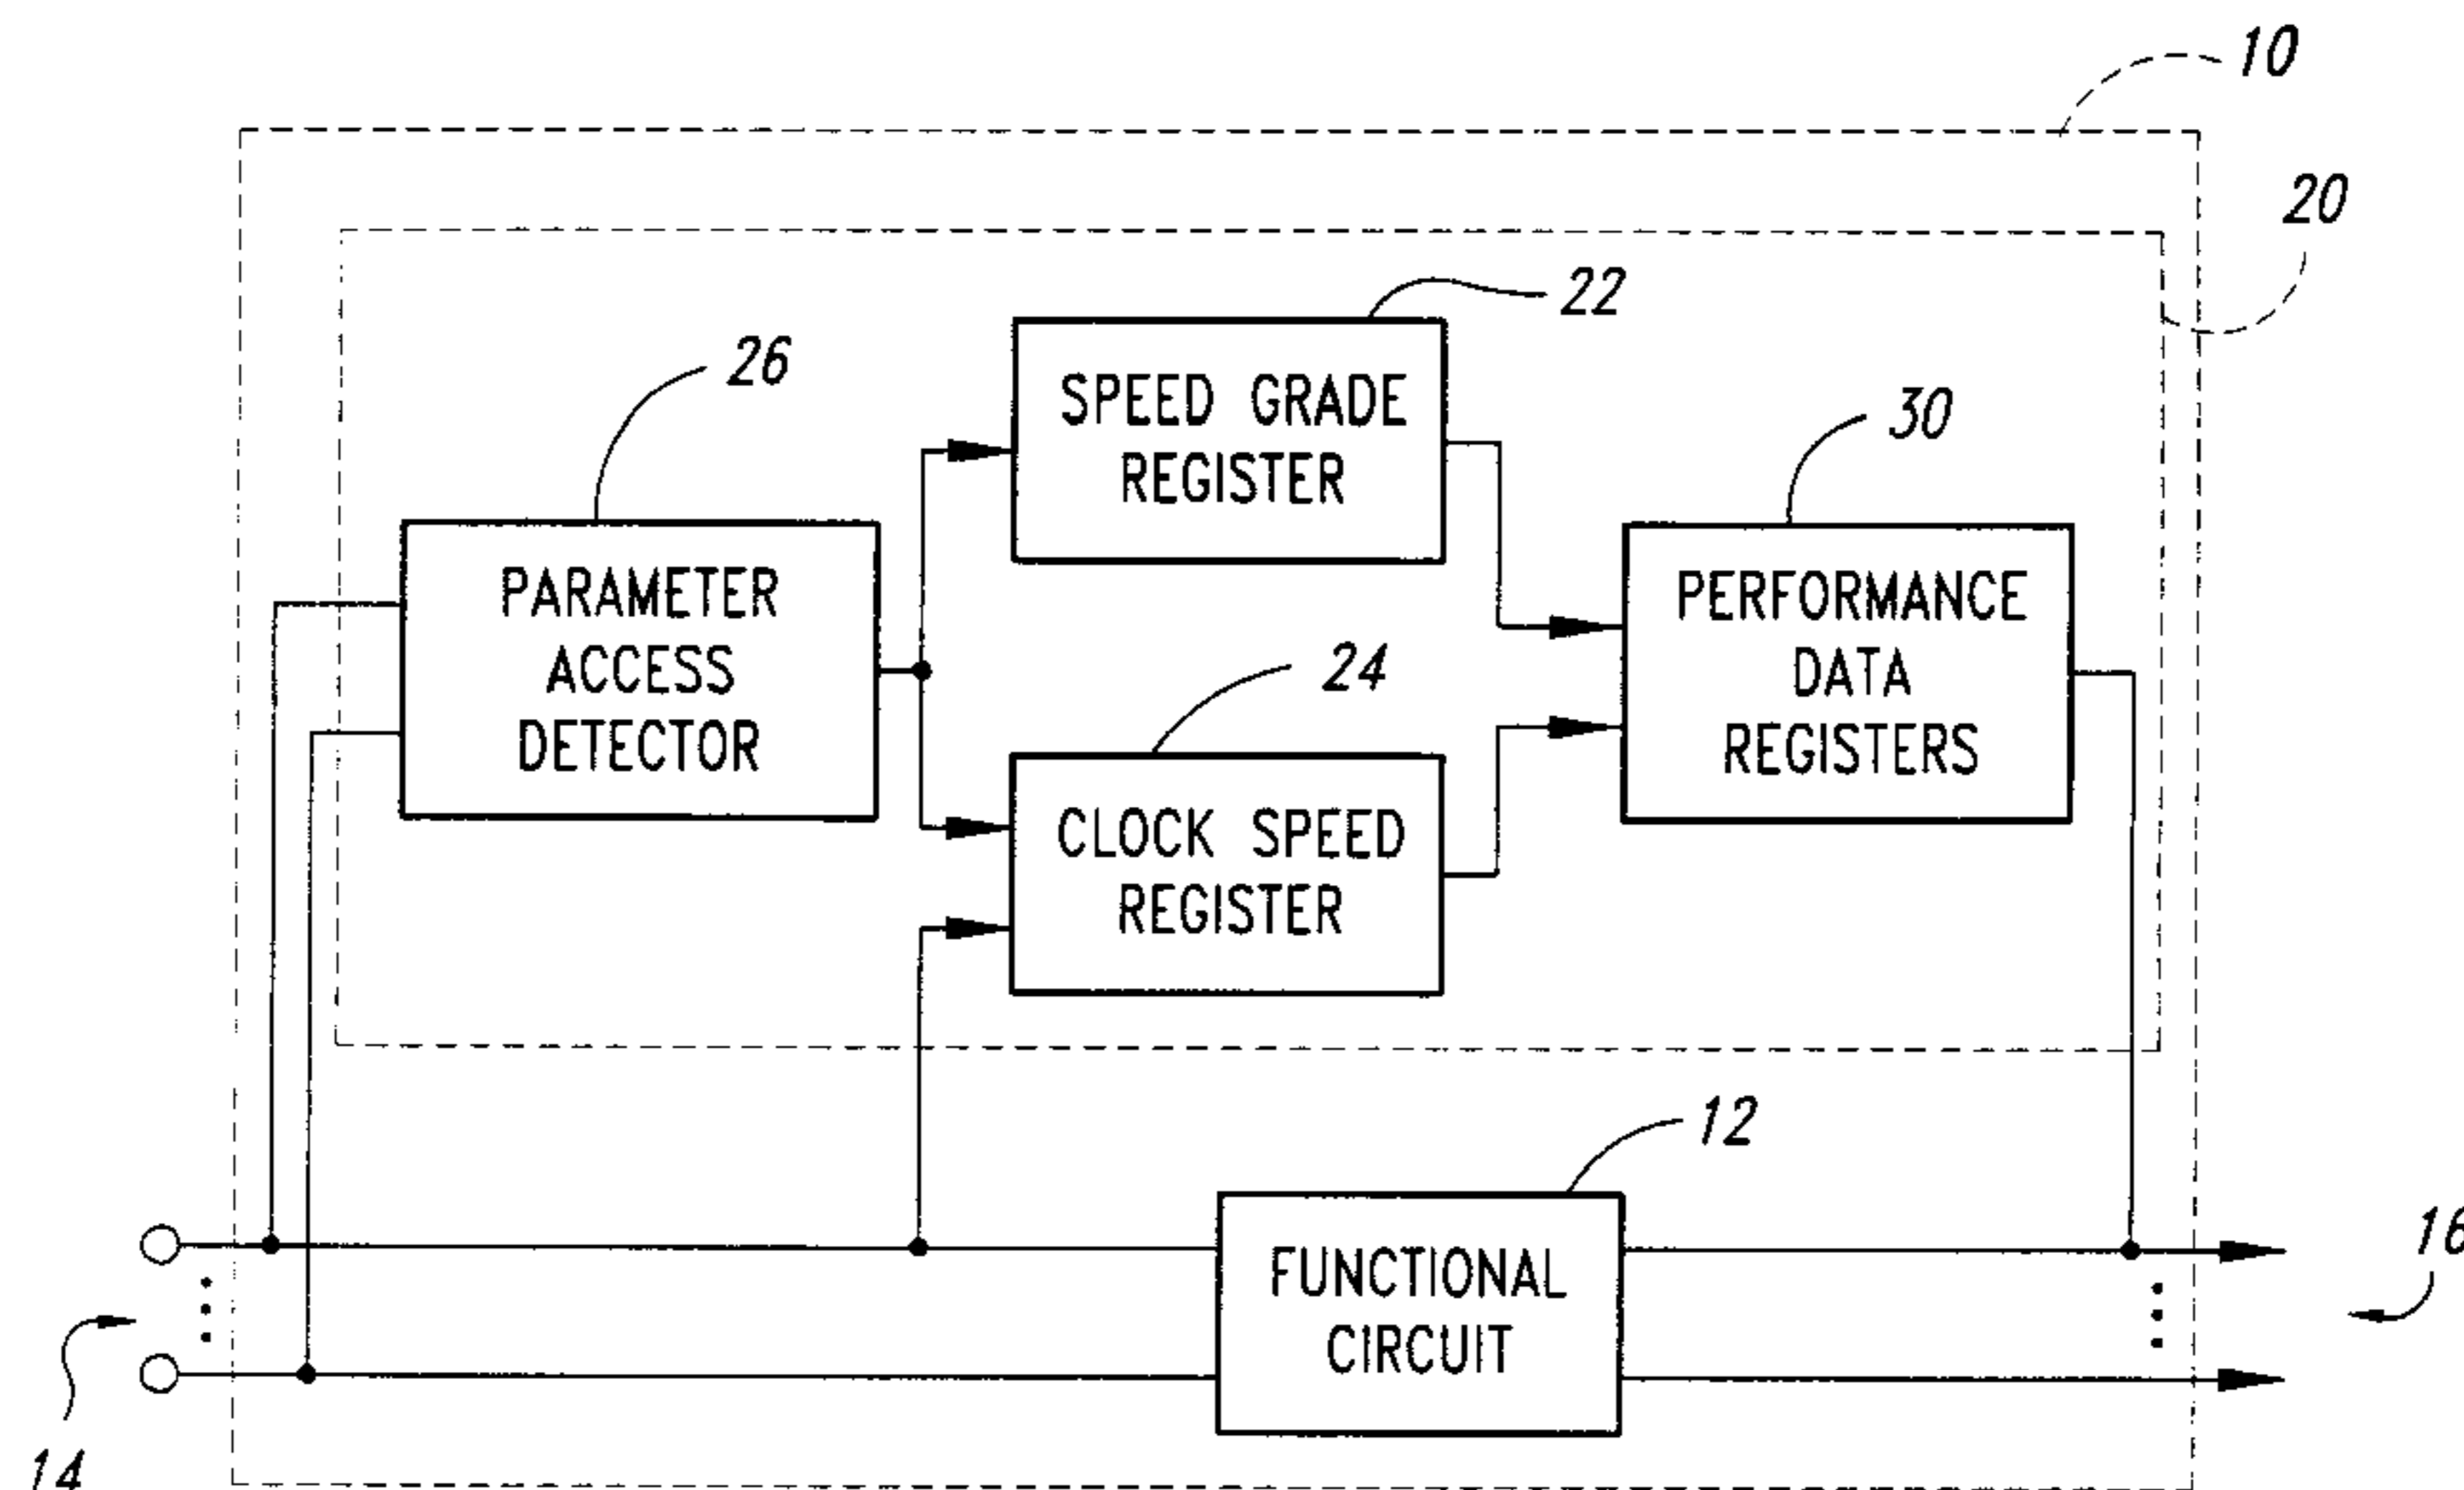 10
20
22
SPEED GRADE
REGISTER
26
30
PARAMETER
ACCESS
DETECTOR
PERFORMANCE
DATA
REGISTERS
24
CLOCK SPEED
REGISTER
12
FUNCTIONAL
CIRCUIT
16
14